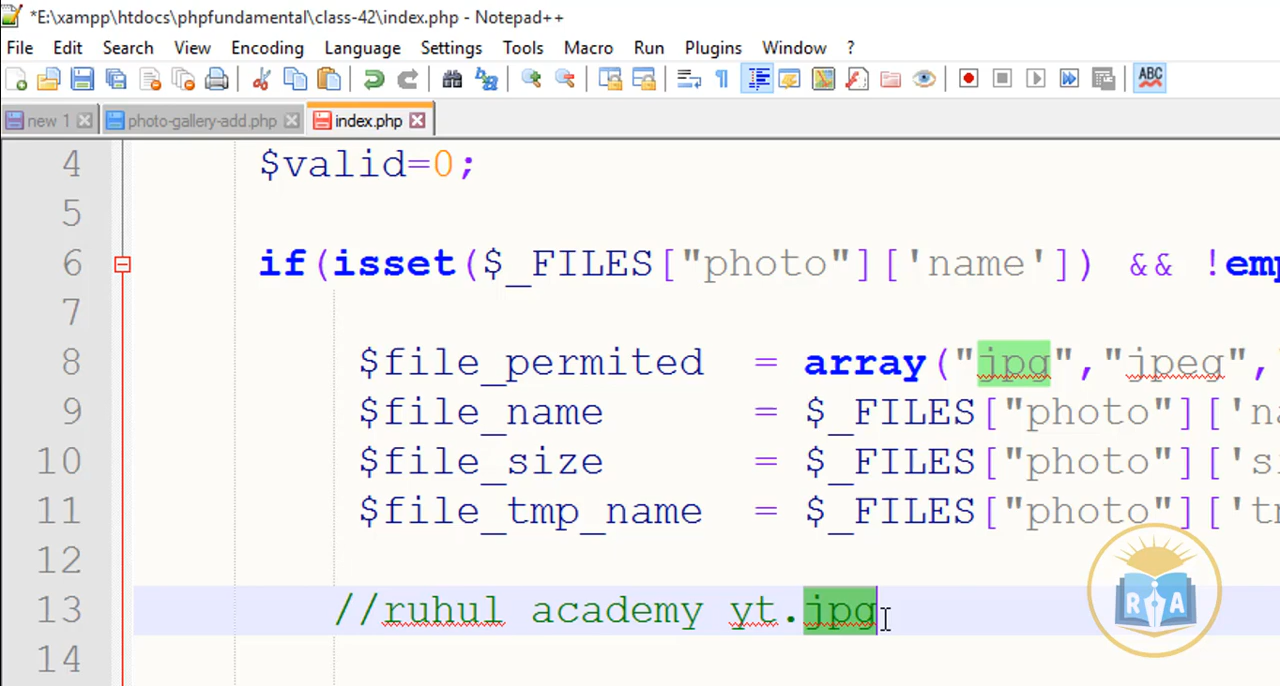 *E:\xampp\htdocs\phpfundamental\class-42\index.php - Notepad++
File Edit Search View Encoding Language Settings Tools Macro Run Plugins Window ?
ABC
new 1 photo-gallery-add.php index.php
4 $valid=0;
5
6 if(isset($_FILES["photo"]['name']) && !emp
7
8 $file_permited = array("jpg","jpeg",
9 $file_name = $_FILES["photo"]['na
10 $file_size = $_FILES["photo"]['si
11 $file_tmp_name = $_FILES["photo"]['tm
12
13 //ruhul academy yt.jpg
14
R A